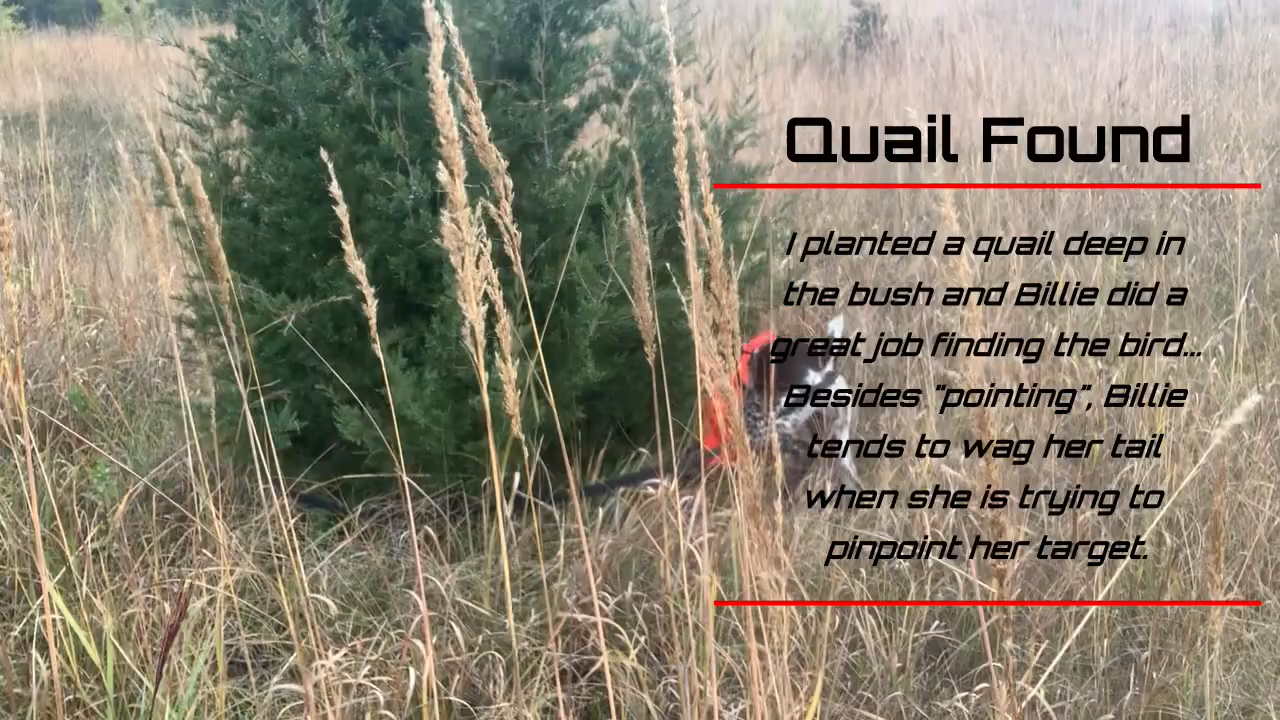 Quail Found
I planted a quail deep in
the bush and Billie did a
great job finding the bird...
Besides "pointing", Billie
tends to wag her tail
when she is trying to
pinpoint her target.